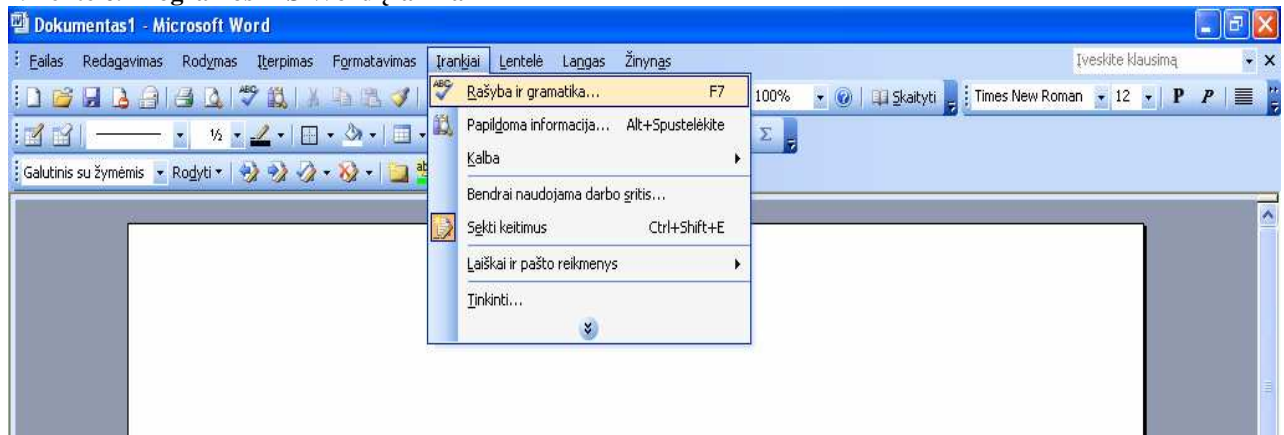 Dokumentas1 - Microsoft Word
Failas Redagavimas Rodymas Įterpimas Formatavimas Įrankiai Lentelė Langas Žinynas Įveskite klausimą
100% Skaityti Times New Roman 12 P P
½ Σ
Galutinis su žymėmis Rodyti
Rašyba ir gramatika... F7
Papildoma informacija... Alt+Spustelėkite
Kalba
Bendrai naudojama darbo sritis...
Sekti keitimus Ctrl+Shift+E
Laiškai ir pašto reikmenys
Tinkinti...